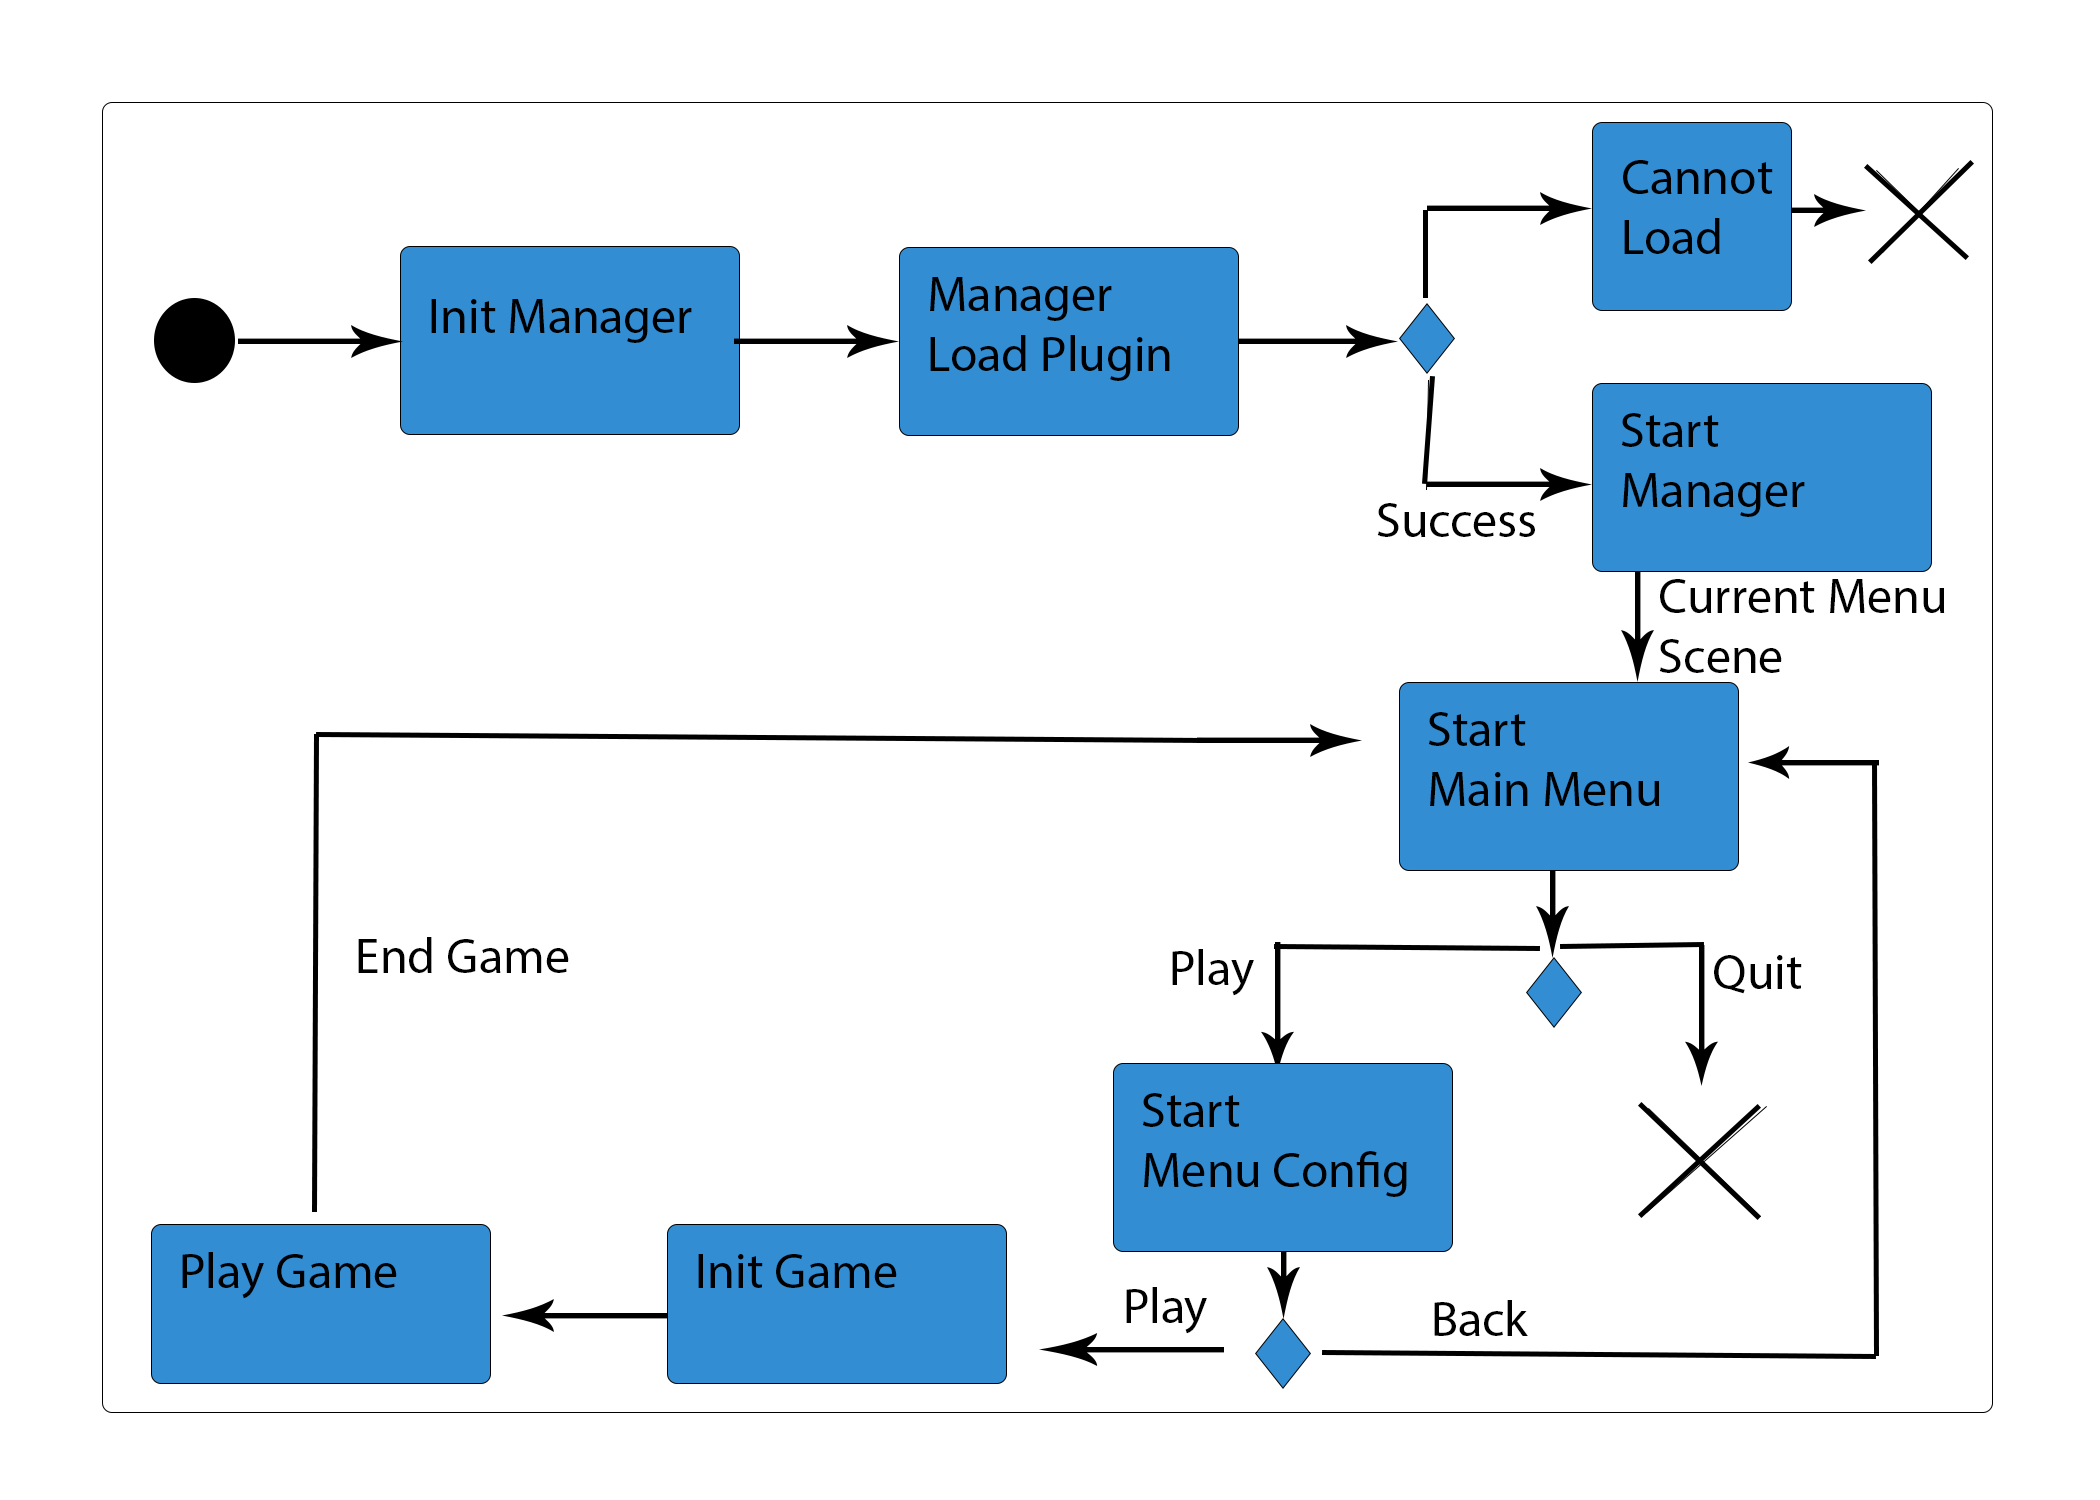 Init Manager
Manager
Load Plugin
Cannot
Load
Success
Start
Manager
Current Menu
Scene
Start
Main Menu
End Game
Play
Quit
Start
Menu Config
Play Game
Init Game
Play
Back